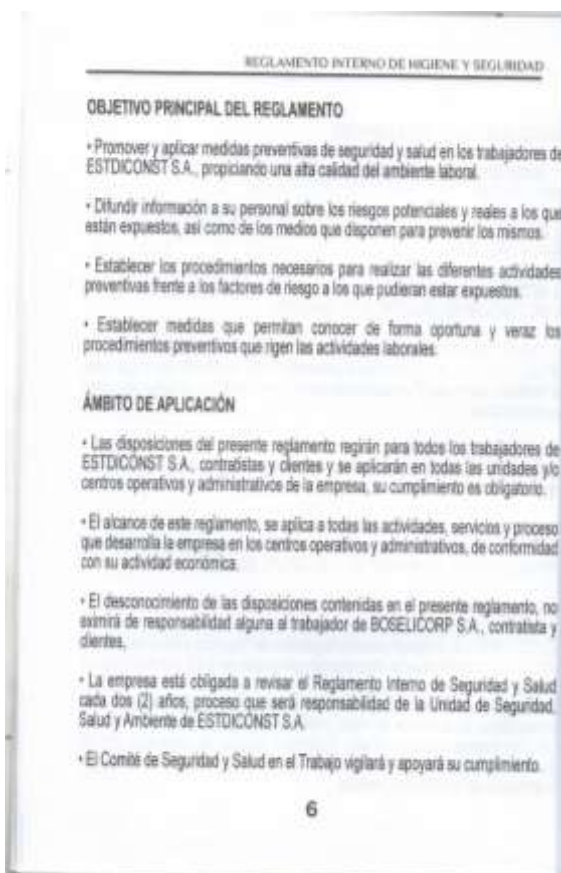 REGLAMENTO INTERNO DE HIGIENE Y SEGURIDAD
OBJETIVO PRINCIPAL DEL REGLAMENTO
• Promover y aplicar medidas preventivas de seguridad y salud en los trabajadores de
ESTDICONST S.A., propiciando una alta calidad del ambiente laboral.
• Difundir información a su personal sobre los riesgos potenciales y reales a los que
están expuestos, así como de los medios que disponen para prevenir los mismos.
• Establecer los procedimientos necesarios para realizar las diferentes actividades
preventivas frente a los factores de riesgo a los que pudieran estar expuestos.
• Establecer medidas que permitan conocer de forma oportuna y veraz los
procedimientos preventivos que rigen las actividades laborales.
ÁMBITO DE APLICACIÓN
• Las disposiciones del presente reglamento regirán para todos los trabajadores de
ESTDICONST S.A., contratistas y clientes y se aplicarán en todas las unidades y/o
centros operativos y administrativos de la empresa, su cumplimiento es obligatorio.
• El alcance de este reglamento, se aplica a todas las actividades, servicios y proceso
que desarrolla la empresa en los centros operativos y administrativos, de conformidad
con su actividad económica.
• El desconocimiento de las disposiciones contenidas en el presente reglamento, no
eximirá de responsabilidad alguna al trabajador de BOSELICORP S.A., contratista y
clientes.
• La empresa está obligada a revisar el Reglamento Interno de Seguridad y Salud
cada dos (2) años, proceso que será responsabilidad de la Unidad de Seguridad,
Salud y Ambiente de ESTDICONST S.A.
• El Comité de Seguridad y Salud en el Trabajo vigilará y apoyará su cumplimiento.
6